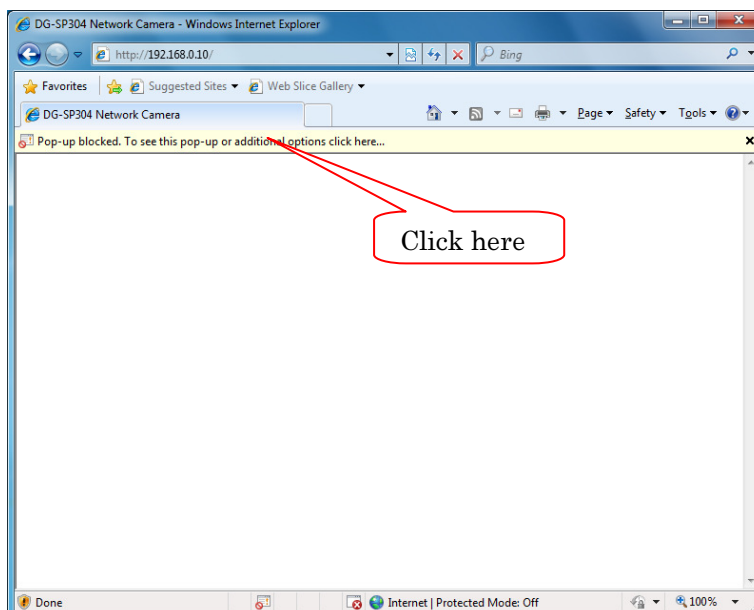 DG-SP304 Network Camera - Windows Internet Explorer
http://192.168.0.10/
Bing
Favorites Suggested Sites Web Slice Gallery
DG-SP304 Network Camera Page Safety Tools
Pop-up blocked. To see this pop-up or additional options click here...
Click here
Done Internet | Protected Mode: Off 100%